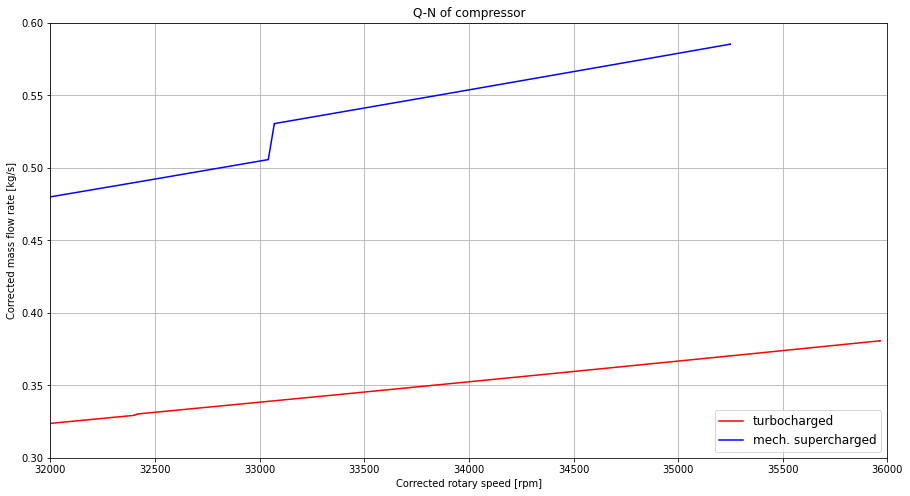 Q-N of compressor
0.60
0.55
0.50
0.45
0.40
0.35
0.30
Corrected mass flow rate [kg/s]
turbocharged
mech. supercharged
32000 32500 33000 33500 34000 34500 35000 35500 36000
Corrected rotary speed [rpm]